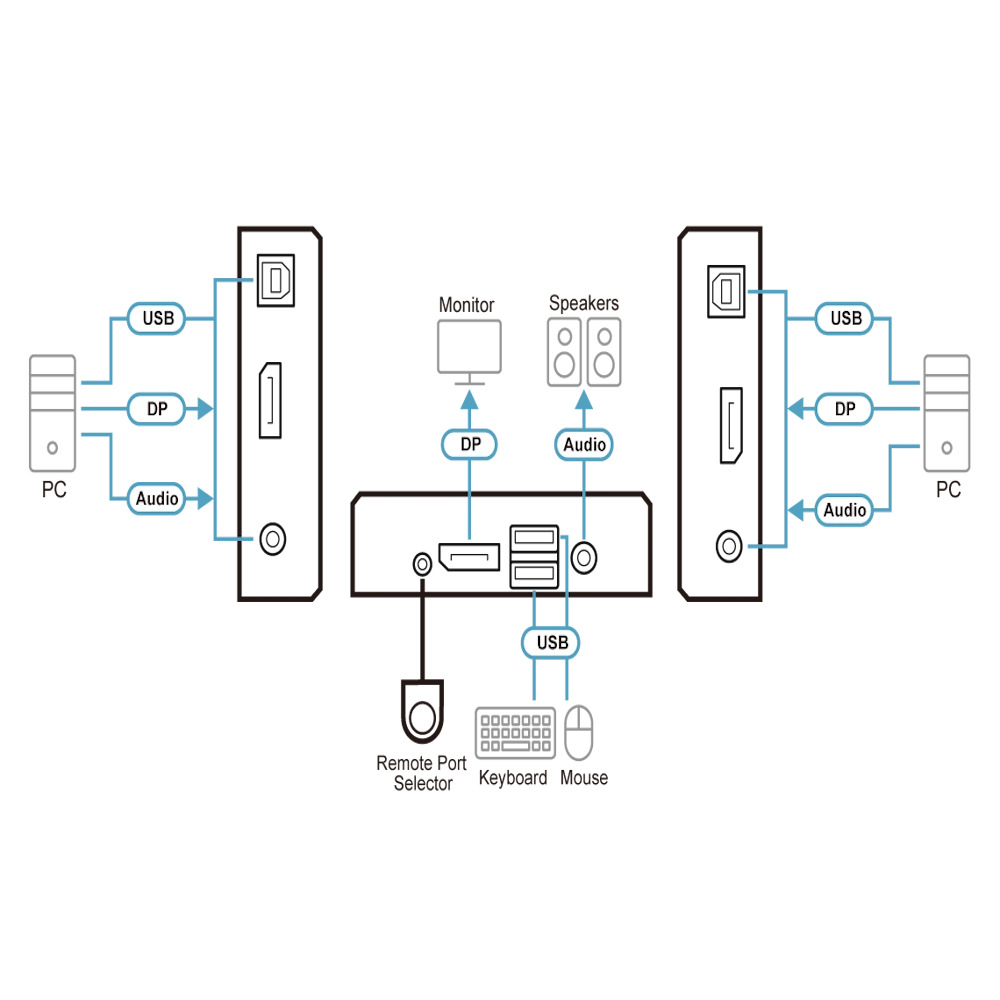 USB
DP
Audio
PC
Monitor
Speakers
DP
Audio
USB
Remote Port
Selector
Keyboard
Mouse
USB
DP
Audio
PC